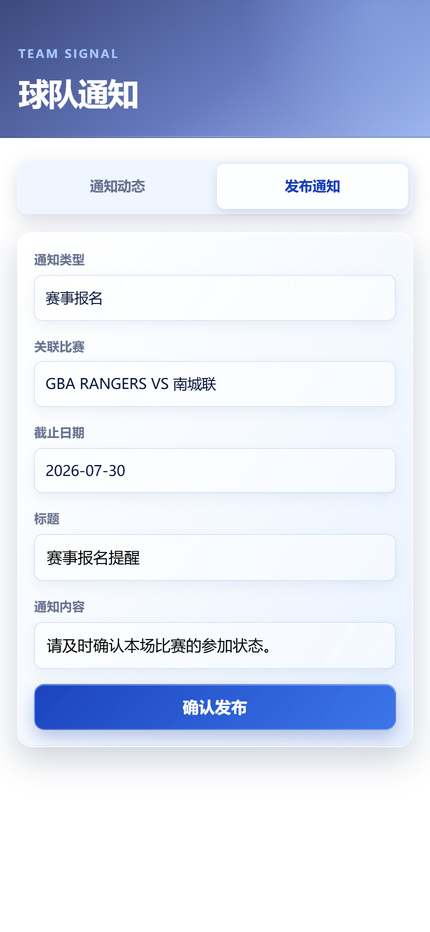 TEAM SIGNAL
球队通知
通知动态
发布通知
通知类型
赛事报名
关联比赛
GBA RANGERS VS 南城联
截止日期
2026-07-30
标题
赛事报名提醒
通知内容
请及时确认本场比赛的参加状态。
确认发布